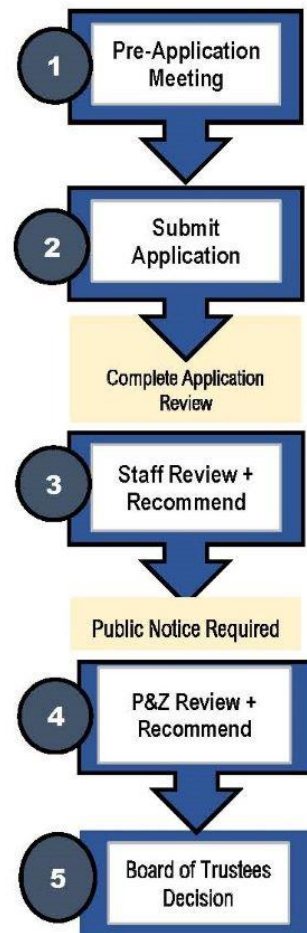 1
Pre-Application
Meeting
2
Submit
Application
Complete Application
Review
3
Staff Review +
Recommend
Public Notice Required
4
P&Z Review +
Recommend
5
Board of Trustees
Decision